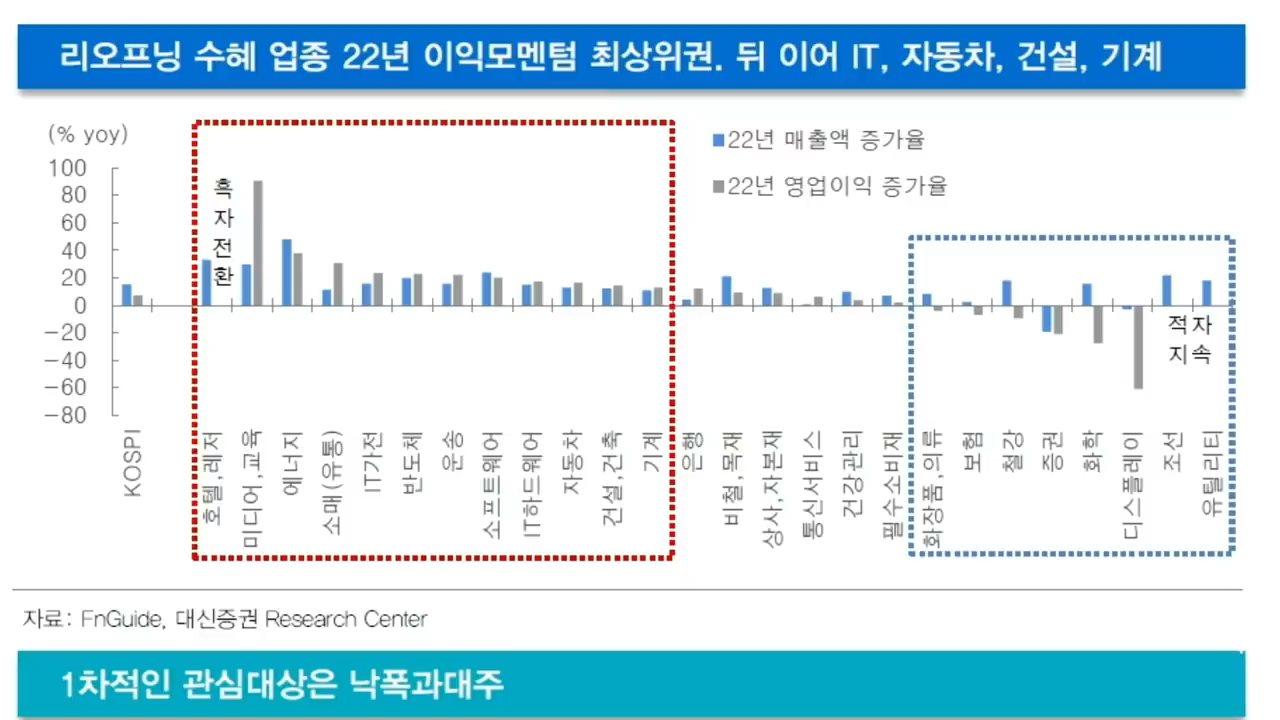 리오프닝 수혜 업종 22년 이익모멘텀 최상위권. 뒤 이어 IT, 자동차, 건설, 기계
(% yoy)
22년 매출액 증가율
22년 영업이익 증가율
100
80
60
40
20
0
-20
-40
-60
-80
흑
자
전
환
적자
지속
KOSPI
호텔,레저
미디어,교육
에너지
소매(유통)
IT가전
반도체
운송
소프트웨어
IT하드웨어
자동차
건설,건축
기계
은행
비철,목재
상사,자본재
통신서비스
건강관리
필수소비재
화장품,의류
보험
철강
증권
화학
디스플레이
조선
유틸리티
자료: FnGuide, 대신증권 Research Center
1차적인 관심대상은 낙폭과대주